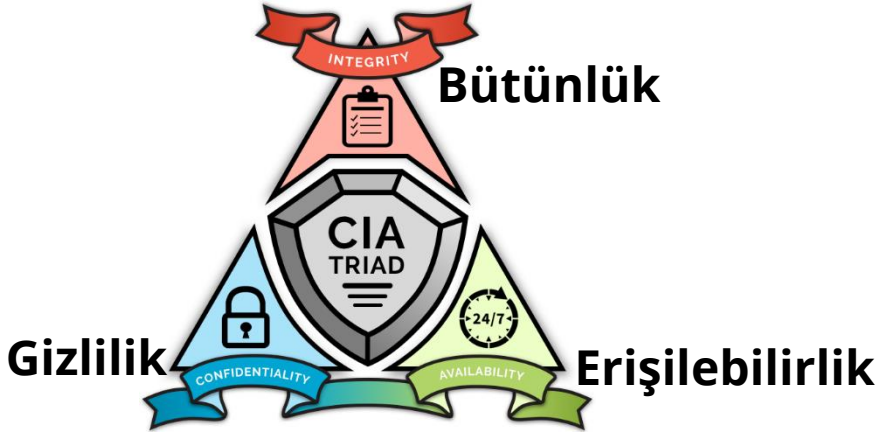 INTEGRITY
Bütünlük
CIA
TRIAD
24/7
Gizlilik
CONFIDENTIALITY
AVAILABILITY
Erişilebilirlik